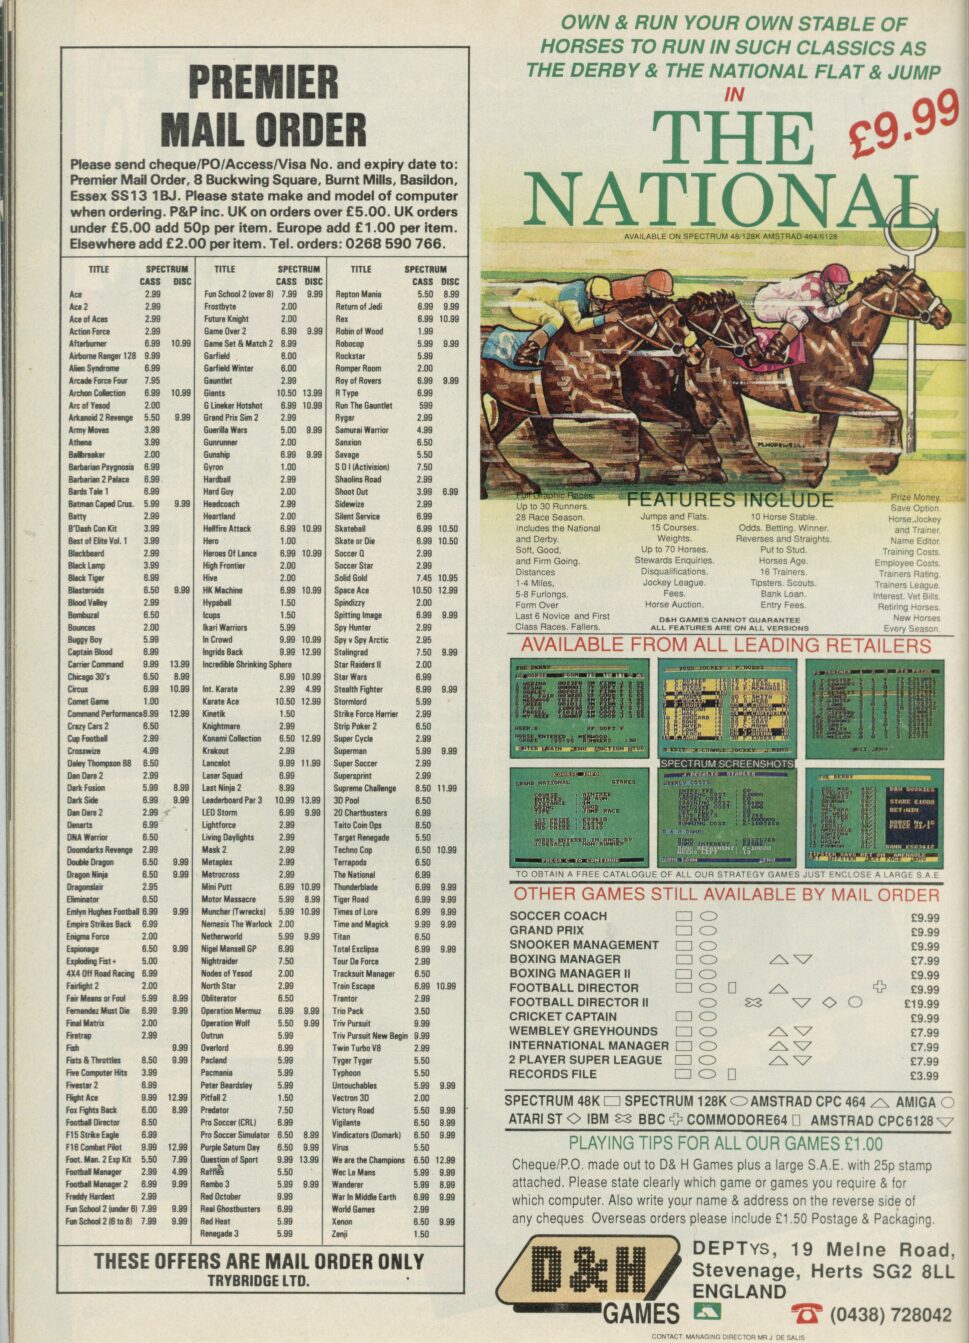 PREMIER
MAIL ORDER
Please send cheque/PO/Access/Visa No. and expiry date to:
Premier Mail Order, 8 Buckwing Square, Burnt Mills, Basildon,
Essex SS13 1BJ. Please state make and model of computer
when ordering. P&P inc. UK on orders over £5.00. UK orders
under £5.00 add 50p per item. Europe add £1.00 per item.
Elsewhere add £2.00 per item. Tel. orders: 0268 590 766.
TITLE SPECTRUM
CASS DISC
Ace 2.99
Ace 2 2.99
Ace of Aces 2.99
Action Force 2.99
Afterburner 6.99 10.99
Airborne Ranger 128 9.99
Alien Syndrome 6.99
Arcade Force Four 7.95
Archon Collection 6.99 10.99
Arc of Yesod 2.00
Arkanoid 2 Revenge 5.50 9.99
Army Moves 3.99
Athena 3.99
Ballbreaker 2.00
Barbarian Psygnosis 6.99
Barbarian 2 Palace 6.99
Bards Tale 1 6.99
Batman Caped Crus. 5.99 9.99
Batty 2.99
B'Dash Con Kit 3.99
Best of Elite Vol. 1 3.99
Blackbeard 2.99
Black Lamp 3.99
Black Tiger 6.99
Blasteroids 6.50 9.99
Blood Valley 2.99
Bombuzal 6.50
Bounces 2.00
Buggy Boy 5.99
Captain Blood 6.99
Carrier Command 9.99 13.99
Chicago 30's 6.50 8.99
Circus 6.99 10.99
Comet Game 1.00
Command Performance 8.99 12.99
Crazy Cars 2 6.50
Cup Football 2.99
Crosswize 4.99
Daley Thompson 88 6.50
Dan Dare 2 2.99
Dark Fusion 5.99 8.99
Dark Side 6.99 9.99
Dan Dare 2 2.99
Denarts 6.99
DNA Warrior 6.50
Doomdarks Revenge 2.99
Double Dragon 6.50 9.99
Dragon Ninja 6.50 9.99
Dragonslair 2.95
Eliminator 6.50
Emlyn Hughes Football 6.99 9.99
Empire Strikes Back 6.99
Enigma Force 2.00
Espionage 6.50 9.99
Exploding Fist + 5.00
4X4 Off Road Racing 6.99
Fairlight 2 2.00
Fair Means or Foul 5.99 8.99
Fernandez Must Die 6.99 9.99
Final Matrix 2.00
Firetrap 2.99
Fish 9.99
Fists & Throttles 8.50 9.99
Five Computer Hits 3.99
Fivestar 2 6.99
Flight Ace 9.99 12.99
Fox Fights Back 6.00 8.99
Football Director 6.50
F15 Strike Eagle 6.99
F16 Combat Pilot 9.99 12.99
Foot. Man. 2 Exp Kit 5.50 7.99
Football Manager 2.99 4.99
Football Manager 2 6.99 9.99
Freddy Hardest 2.99
Fun School 2 (under 6) 7.99 9.99
Fun School 2 (6 to 8) 7.99 9.99
TITLE SPECTRUM
CASS DISC
Fun School 2 (over 8) 7.99 9.99
Frostbyte 2.00
Future Knight 2.00
Game Over 2 6.99 9.99
Game Set & Match 2 8.99
Garfield 6.00
Garfield Winter 6.00
Gauntlet 2.99
Giants 10.50 13.99
G Lineker Hotshot 6.99 10.99
Grand Prix Sim 2 2.99
Guerilla Wars 5.00 9.99
Gunrunner 2.00
Gunship 6.99 9.99
Gyron 1.00
Hardball 2.99
Hard Guy 2.00
Headcoach 2.99
Heartland 2.00
Hellfire Attack 6.99 10.99
Hero 1.00
Heroes Of Lance 6.99 10.99
High Frontier 2.00
Hive 2.00
HK Machine 6.99 10.99
Hypaball 1.50
Icups 1.50
Ikari Warriors 5.99
In Crowd 9.99 10.99
Ingrids Back 9.99 12.99
Incredible Shrinking Sphere
6.99 10.99
Int. Karate 2.99 4.99
Karate Ace 10.50 12.99
Kinetik 1.50
Knightmare 2.99
Konami Collection 6.50 12.99
Krakout 2.99
Lancelot 9.99 11.99
Laser Squad 6.99
Last Ninja 2 8.99
Leaderboard Par 3 10.99 13.99
LED Storm 6.99 9.99
Lightforce 2.99
Living Daylights 2.99
Mask 2 2.99
Metaplex 2.99
Metrocross 2.99
Mini Putt 6.99 10.99
Motor Massacre 5.99 8.99
Muncher (Twrecks) 5.99 10.99
Nemesis The Warlock 2.00
Netherworld 5.99 9.99
Nigel Mansell GP 6.99
Nightraider 7.50
Nodes of Yesod 2.00
North Star 2.99
Obliterator 6.50
Operation Mermuz 6.99 9.99
Operation Wolf 5.50 9.99
Outrun 5.99
Overlord 6.99
Pacland 5.99
Pacmania 5.99
Peter Beardsley 5.99
Pitfall 2 1.50
Predator 7.50
Pro Soccer (CRL) 6.99
Pro Soccer Simulator 6.50 8.99
Purple Saturn Day 6.50 9.99
Question of Sport 9.99 13.99
Raffles 5.50
Rambo 3 5.99 9.99
Red October 9.99
Real Ghostbusters 6.99
Red Heat 5.99
Renegade 3 5.99
TITLE SPECTRUM
CASS DISC
Repton Mania 5.50 8.99
Return of Jedi 6.99 9.99
Rex 6.99 10.99
Robin of Wood 1.99
Robocop 5.99 9.99
Rockstar 5.99
Romper Room 2.00
Roy of Rovers 6.99 9.99
R Type 6.99
Run The Gauntlet 599
Rygar 2.99
Samurai Warrior 4.99
Sanxion 6.50
Savage 5.50
S D I (Activision) 7.50
Shaolins Road 2.99
Shoot Out 3.99 6.99
Sidewize 2.99
Silent Service 6.99
Skateball 6.99 10.50
Skate or Die 6.99 10.50
Soccer Q 2.99
Soccer Star 2.99
Solid Gold 7.45 10.95
Space Ace 10.50 12.99
Spindizzy 2.00
Spitting Image 6.99 9.99
Spy Hunter 2.99
Spy v Spy Arctic 2.95
Stalingrad 7.50 9.99
Star Raiders II 2.00
Star Wars 6.99
Stealth Fighter 6.99 9.99
Stormlord 5.99
Strike Force Harrier 2.99
Strip Poker 2 6.50
Super Cycle 2.99
Superman 5.99 9.99
Super Soccer 2.99
Supersprint 2.99
Supreme Challenge 8.50 11.99
3D Pool 6.50
20 Chartbusters 6.99
Taito Coin Ops 8.50
Target Renegade 5.50
Techno Cop 6.50 10.99
Terrapods 6.50
The National 6.99
Thunderblade 6.99 9.99
Tiger Road 6.99 9.99
Times of Lore 6.99 9.99
Time and Magick 9.99 9.99
Titan 6.50
Total Exclipse 6.99 9.99
Tour De Force 2.99
Tracksuit Manager 6.50
Train Escape 6.99 10.99
Trantor 2.99
Trio Pack 3.50
Triv Pursuit 9.99
Triv Pursuit New Begin 9.99
Twin Turbo V8 2.99
Tyger Tyger 5.50
Typhoon 5.50
Untouchables 5.99 9.99
Vectron 3D 2.00
Victory Road 5.50 9.99
Vigilante 6.50 9.99
Vindicators (Domark) 6.50 9.99
Virus 5.50
We are the Champions 6.50 12.99
Wec Le Mans 5.99 9.99
Wanderer 5.99 8.99
War In Middle Earth 6.99 9.99
World Games 2.99
Xenon 6.50 9.99
Zenji 1.50
THESE OFFERS ARE MAIL ORDER ONLY
TRYBRIDGE LTD.
OWN & RUN YOUR OWN STABLE OF
HORSES TO RUN IN SUCH CLASSICS AS
THE DERBY & THE NATIONAL FLAT & JUMP
IN
THE
NATIONAL
£9.99
AVAILABLE ON SPECTRUM 48/128K AMSTRAD 464/6128
M.HOPEWELL
FEATURES INCLUDE
Full Graphic Races.
Up to 30 Runners.
28 Race Season.
includes the National
and Derby.
Soft, Good,
and Firm Going.
Distances
1-4 Miles,
5-8 Furlongs.
Form Over
Last 6 Novice and First
Class Races. Fallers.
Jumps and Flats.
15 Courses.
Weights.
Up to 70 Horses.
Stewards Enquiries.
Disqualifications.
Jockey League.
Fees.
Horse Auction.
10 Horse Stable.
Odds. Betting. Winner.
Reverses and Straights.
Put to Stud.
Horses Age.
16 Trainers.
Tipsters. Scouts.
Bank Loan.
Entry Fees.
Prize Money.
Save Option.
Horse,Jockey
and Trainer,
Name Editor.
Training Costs.
Employee Costs.
Trainers Rating.
Trainers League.
Interest. Vet Bills.
Retiring Horses.
New Horses
Every Season.
D&H GAMES CANNOT GUARANTEE
ALL FEATURES ARE ON ALL VERSIONS
AVAILABLE FROM ALL LEADING RETAILERS
THE DERBY
SPECTRUM SCREENSHOTS
COURSE INFO
GRAND NATIONAL STAKES
PRESS C TO CONTINUE
WEEKLY COSTS
THE DERBY
D&H BOOKIES
STAKE £1000
BET:WIN
TO OBTAIN A FREE CATALOGUE OF ALL OUR STRATEGY GAMES JUST ENCLOSE A LARGE S.A.E.
OTHER GAMES STILL AVAILABLE BY MAIL ORDER
SOCCER COACH £9.99
GRAND PRIX £9.99
SNOOKER MANAGEMENT £9.99
BOXING MANAGER £7.99
BOXING MANAGER II £9.99
FOOTBALL DIRECTOR £9.99
FOOTBALL DIRECTOR II £19.99
CRICKET CAPTAIN £9.99
WEMBLEY GREYHOUNDS £7.99
INTERNATIONAL MANAGER £7.99
2 PLAYER SUPER LEAGUE £7.99
RECORDS FILE £3.99
SPECTRUM 48K SPECTRUM 128K AMSTRAD CPC 464 AMIGA
ATARI ST IBM BBC COMMODORE64 AMSTRAD CPC6128
PLAYING TIPS FOR ALL OUR GAMES £1.00
Cheque/P.O. made out to D& H Games plus a large S.A.E. with 25p stamp
attached. Please state clearly which game or games you require & for
which computer. Also write your name & address on the reverse side of
any cheques. Overseas orders please include £1.50 Postage & Packaging.
D&H
GAMES
DEPTYS, 19 Melne Road,
Stevenage, Herts SG2 8LL
ENGLAND
(0438) 728042
CONTACT: MANAGING DIRECTOR MR J. DE SALIS